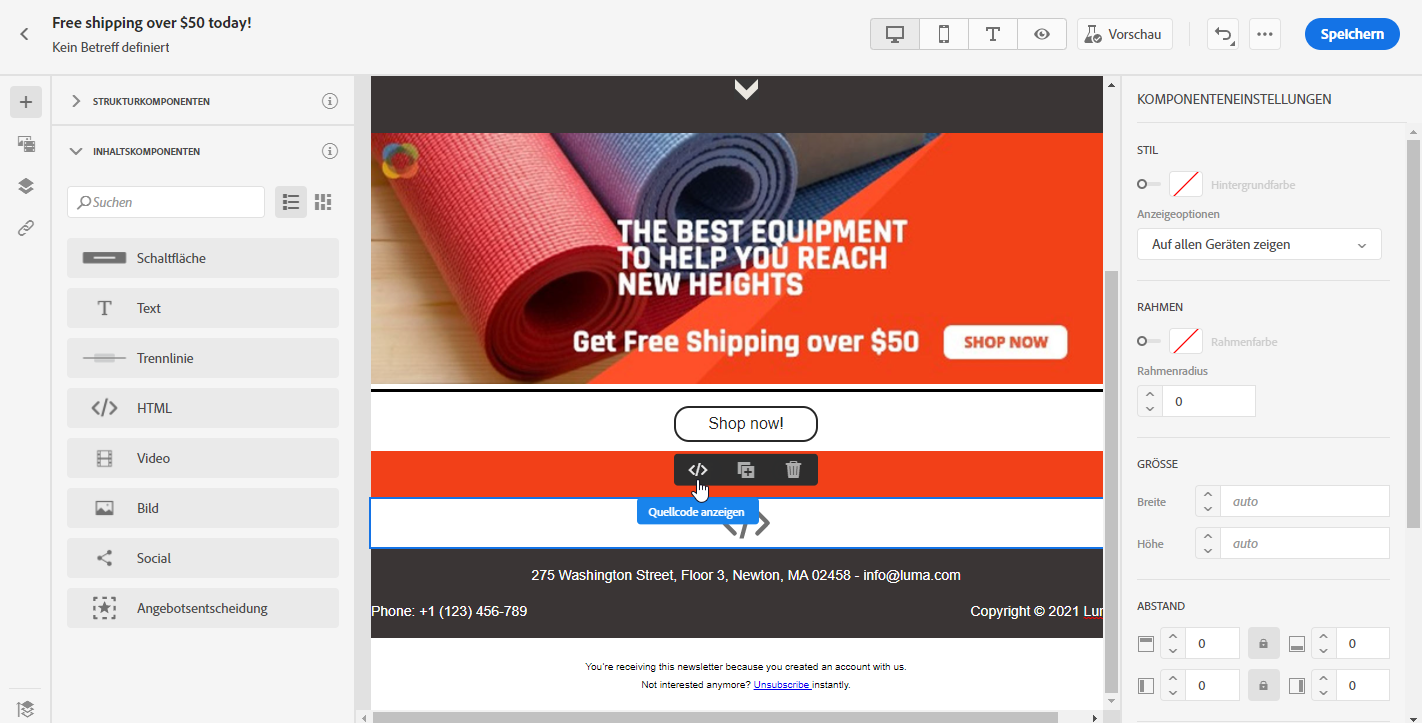 Free shipping over $50 today!
Kein Betreff definiert
Vorschau
Speichern
STRUKTURKOMPONENTEN
INHALTSKOMPONENTEN
Suchen
Schaltfläche
Text
Trennlinie
HTML
Video
Bild
Social
Angebotsentscheidung
THE BEST EQUIPMENT
TO HELP YOU REACH
NEW HEIGHTS
Get Free Shipping over $50
SHOP NOW
Shop now!
Quellcode anzeigen
275 Washington Street, Floor 3, Newton, MA 02458 - info@luma.com
Phone: +1 (123) 456-789
Copyright © 2021 Lur
You're receiving this newsletter because you created an account with us.
Not interested anymore? Unsubscribe instantly.
KOMPONENTENEINSTELLUNGEN
STIL
Hintergrundfarbe
Anzeigeoptionen
Auf allen Geräten zeigen
RAHMEN
Rahmenfarbe
Rahmenradius
0
GRÖSSE
Breite
auto
Höhe
auto
ABSTAND
0
0
0
0